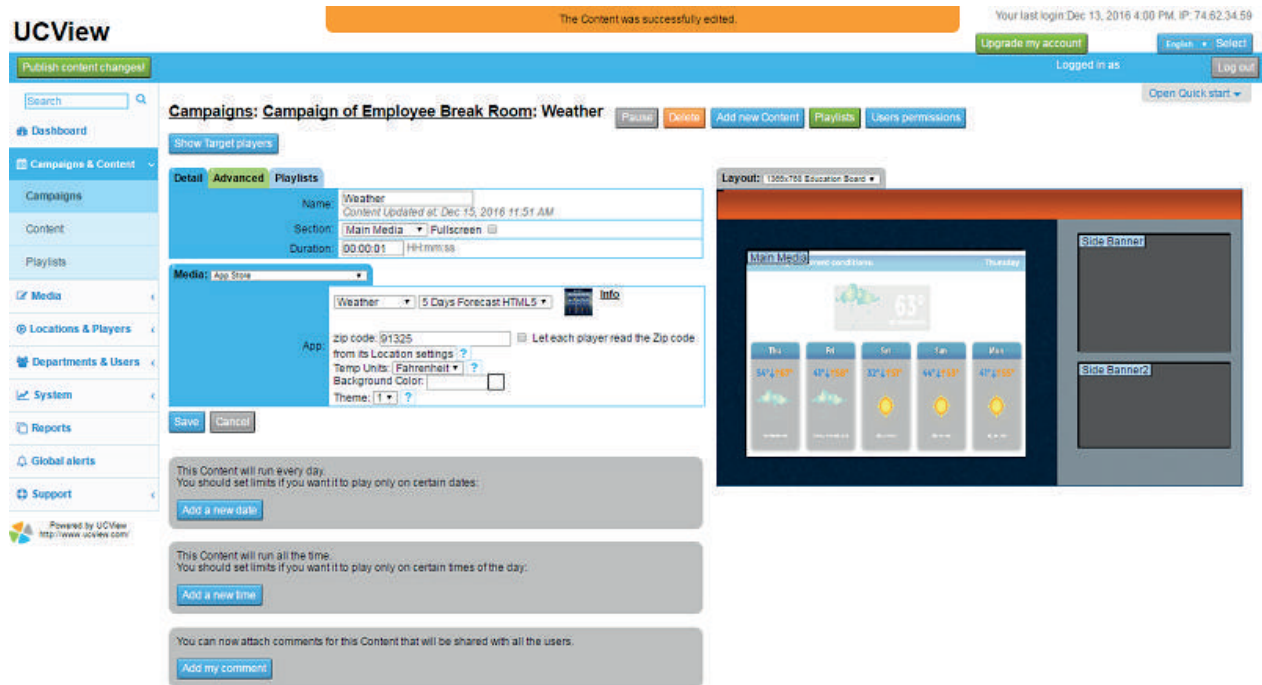 The Content was successfully edited.
Your last login:Dec 13, 2016 4:00 PM, IP: 74.62.34.59
UCView
Upgrade my account
English Select
Publish content changes!
Logged in as
Log out
Search
Open Quick start
Dashboard
Campaigns & Content
Campaigns
Content
Playlists
Media
Locations & Players
Departments & Users
System
Reports
Global alerts
Support
Powered by UCView
http://www.ucview.com/
Campaigns: Campaign of Employee Break Room: Weather
Pause
Delete
Add new Content
Playlists
Users permissions
Show Target players
Detail Advanced Playlists
Name: Weather
Content Updated at: Dec 15, 2016 11:51 AM
Section: Main Media Fullscreen
Duration: 00:00:01 HH:mm:ss
Media: App Store
Weather 5 Days Forecast HTML5 Info
App:
zip code: 91325 Let each player read the Zip code
from its Location settings ?
Temp Units: Fahrenheit ?
Background Color:
Theme: 1 ?
Save Cancel
This Content will run every day.
You should set limits if you want it to play only on certain dates:
Add a new date
This Content will run all the time.
You should set limits if you want it to play only on certain times of the day:
Add a new time
You can now attach comments for this Content that will be shared with all the users.
Add my comment
Layout: 1366x768 Education Board
Main Media
conditions.
Thursday
63°
Thu Fri Sat Sun Mon
Side Banner
Side Banner2